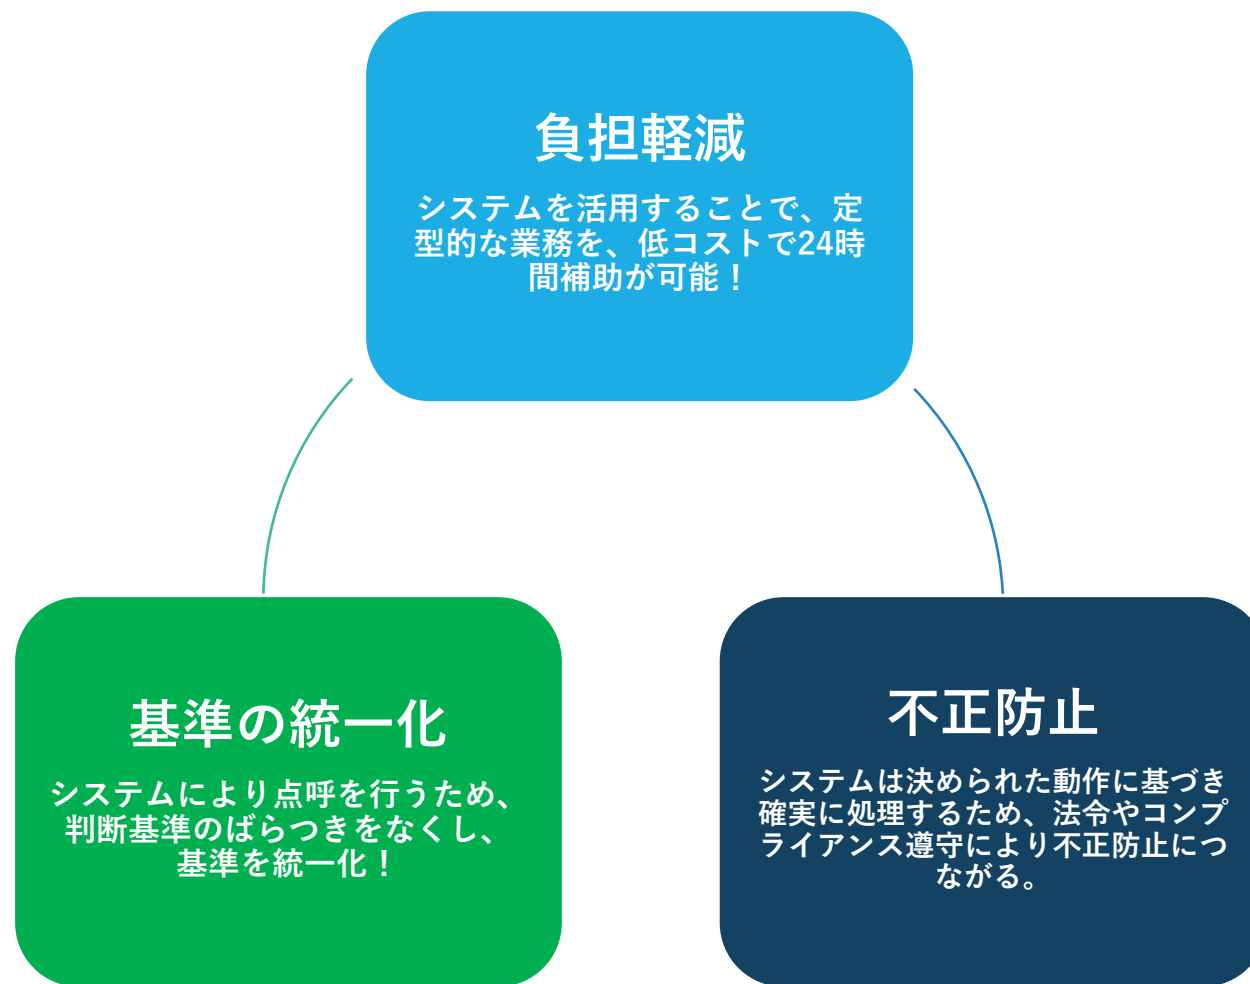 負担軽減
システムを活用することで、定
型的な業務を、低コストで24時
間補助が可能！
基準の統一化
システムにより点呼を行うため、
判断基準のばらつきをなくし、
基準を統一化！
不正防止
システムは決められた動作に基づき
確実に処理するため、法令やコンプ
ライアンス遵守により不正防止につ
ながる。